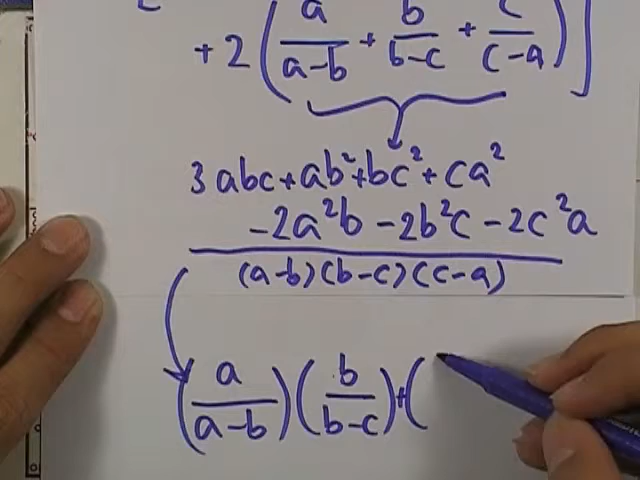 +2(a/(a-b) + b/(b-c) + c/(c-a))]
3abc+ab²+bc²+ca²
-2a²b-2b²c-2c²a
(a-b)(b-c)(c-a)
(a/(a-b))(b/(b-c))+(